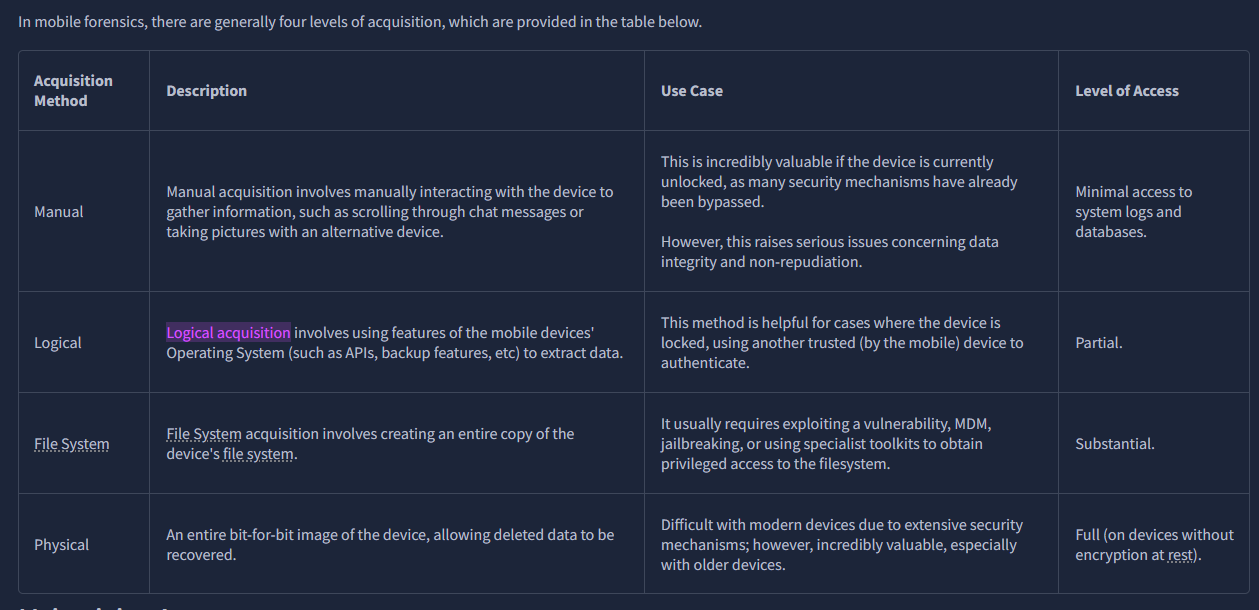 In mobile forensics, there are generally four levels of acquisition, which are provided in the table below.
Acquisition
Method
Description
Use Case
Level of Access
Manual
Manual acquisition involves manually interacting with the device to
gather information, such as scrolling through chat messages or
taking pictures with an alternative device.
This is incredibly valuable if the device is currently
unlocked, as many security mechanisms have already
been bypassed.
However, this raises serious issues concerning data
integrity and non-repudiation.
Minimal access to
system logs and
databases.
Logical
Logical acquisition involves using features of the mobile devices'
Operating System (such as APIs, backup features, etc) to extract data.
This method is helpful for cases where the device is
locked, using another trusted (by the mobile) device to
authenticate.
Partial.
File System
File System acquisition involves creating an entire copy of the
device's file system.
It usually requires exploiting a vulnerability, MDM,
jailbreaking, or using specialist toolkits to obtain
privileged access to the filesystem.
Substantial.
Physical
An entire bit-for-bit image of the device, allowing deleted data to be
recovered.
Difficult with modern devices due to extensive security
mechanisms; however, incredibly valuable, especially
with older devices.
Full (on devices without
encryption at rest).